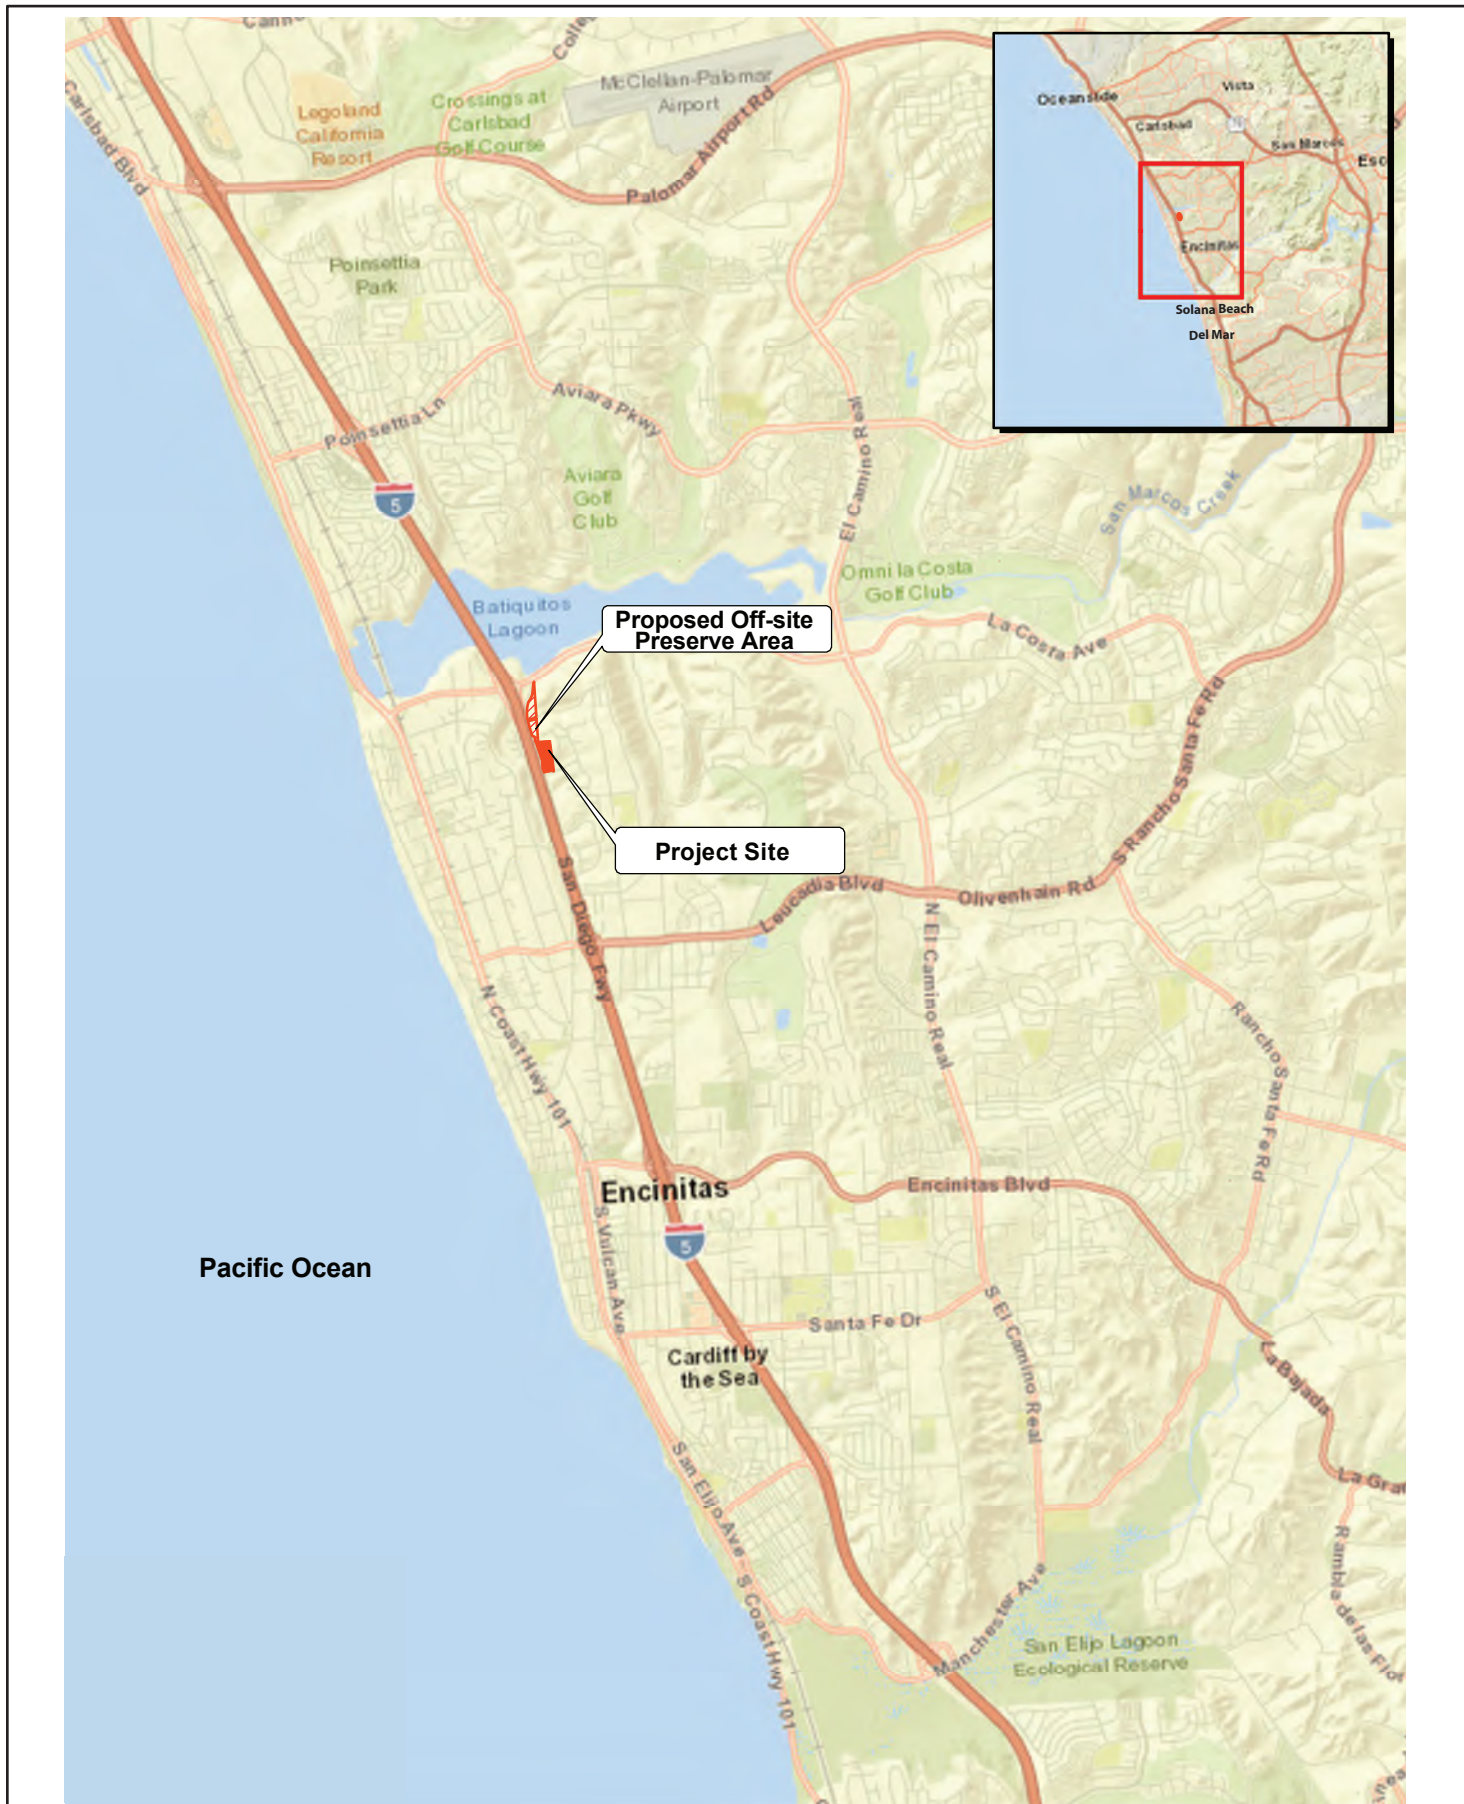 Carlsbad Blvd
Legoland
California
Resort
Crossings at
Carlsbad
Golf Course
McClellan-Palomar
Airport
Palomar Airport Rd
Oceanside
Vista
Carlsbad
San Marcos
Esc
Encinitas
Solana Beach
Del Mar
Poinsettia
Park
Poinsettia Ln
Aviara Pkwy
Aviara
Golf
Club
El Camino Real
San Marcos Creek
5
Omni la Costa
Golf Club
Batiquitos
Lagoon
Proposed Off-site
Preserve Area
La Costa Ave
S Rancho Santa Fe Rd
Project Site
San Diego Fwy
Leucadia Blvd
Olivenhain Rd
N El Camino Real
N Coast Hwy 101
Rancho Santa Fe Rd
Encinitas
Encinitas Blvd
S Vulcan Ave
5
Pacific Ocean
Santa Fe Dr
S El Camino Real
Cardiff by
the Sea
La Bajada
La Gra
San Elijo Ave
S Coast Hwy 101
Manchester Ave
San Elijo Lagoon
Ecological Reserve
Rambla de las Flo